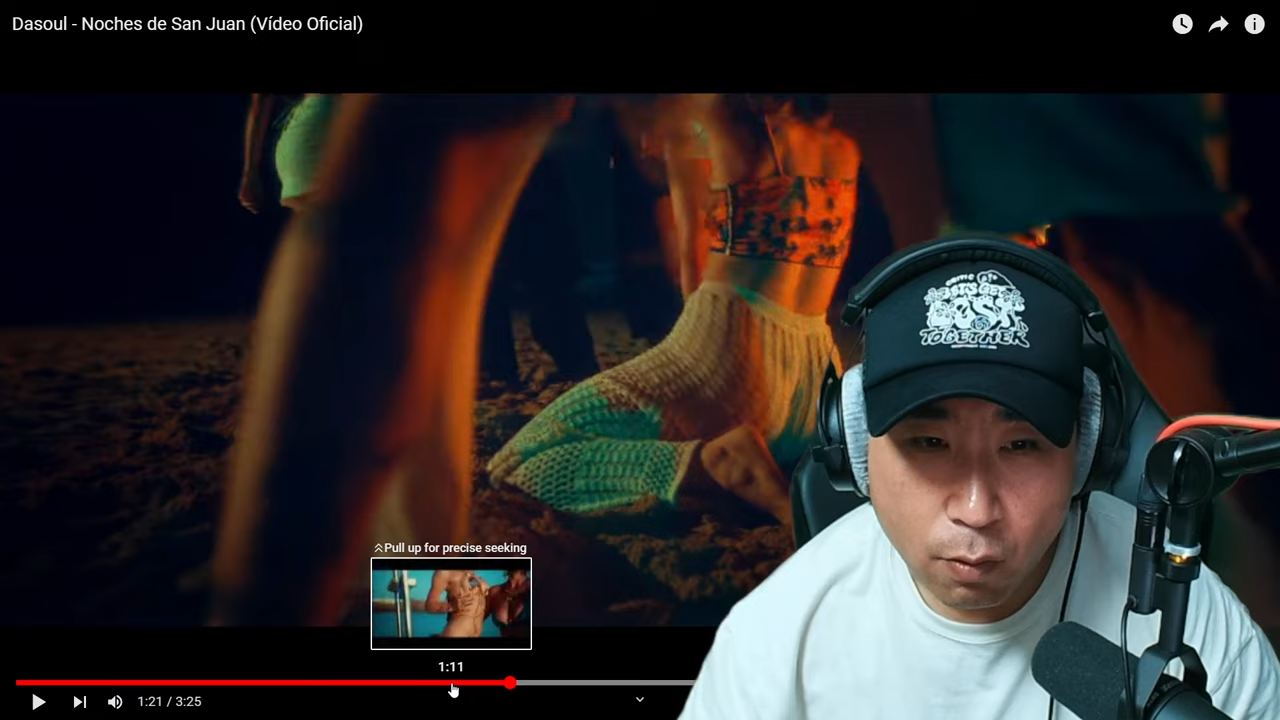 Dasoul - Noches de San Juan (Vídeo Oficial)
TOGETHER
Pull up for precise seeking
1:11
1:21 / 3:25